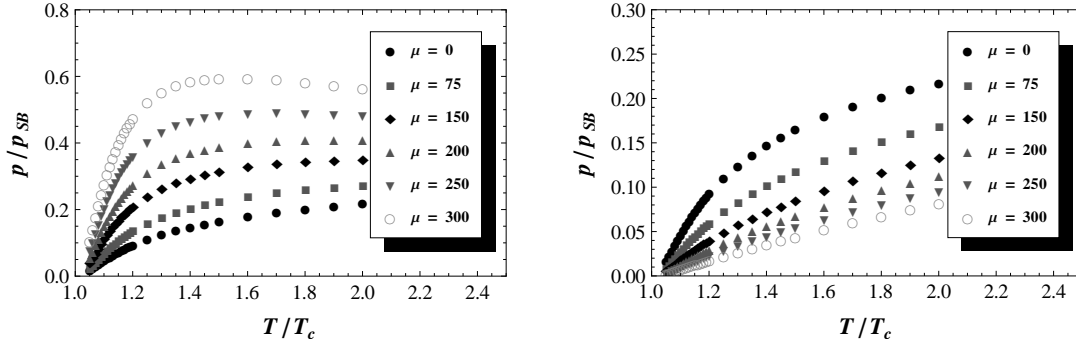 0.8
0.6
0.4
0.2
0.0
1.0 1.2 1.4 1.6 1.8 2.0 2.2 2.4
p/p_SB
T/T_c
μ = 0
μ = 75
μ = 150
μ = 200
μ = 250
μ = 300
0.30
0.25
0.20
0.15
0.10
0.05
0.00
1.0 1.2 1.4 1.6 1.8 2.0 2.2 2.4
p/p_SB
T/T_c
μ = 0
μ = 75
μ = 150
μ = 200
μ = 250
μ = 300